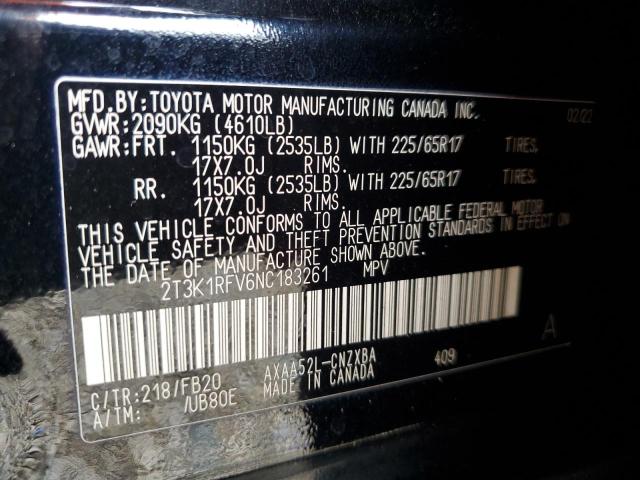 MFD.BY:TOYOTA MOTOR MANUFACTURING CANADA INC. 02/22
GVWR:2090KG (4610LB)
GAWR:FRT. 1150KG (2535LB) WITH 225/65R17 TIRES.
17X7.0J RIMS.
RR. 1150KG (2535LB) WITH 225/65R17 TIRES.
17X7.0J RIMS.
THIS VEHICLE CONFORMS TO ALL APPLICABLE FEDERAL MOTOR
VEHICLE SAFETY AND THEFT PREVENTION STANDARDS IN EFFECT ON
THE DATE OF MANUFACTURE SHOWN ABOVE.
2T3K1RFV6NC183261 MPV
A
C/TR:218/FB20 AXAA52L-CNZXBA 409
A/TM: /UB80E MADE IN CANADA